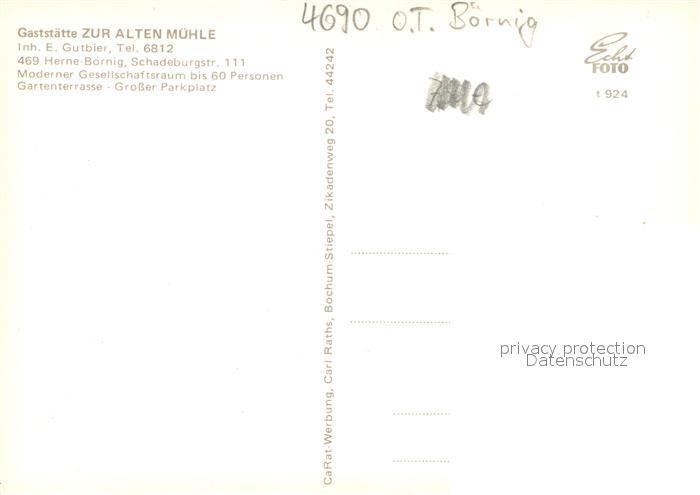 Gaststätte ZUR ALTEN MÜHLE
Inh. E. Gutbier, Tel. 6812
469 Herne-Börnig, Schadeburgstr. 111
Moderner Gesellschaftsraum bis 60 Personen
Gartenterrasse - Großer Parkplatz
4690 O.T. Börnig
CaRat-Werbung, Carl Raths, Bochum-Stiepel, Zikadenweg 20, Tel. 44242
Echt
FOTO
t 924
privacy protection
Datenschutz